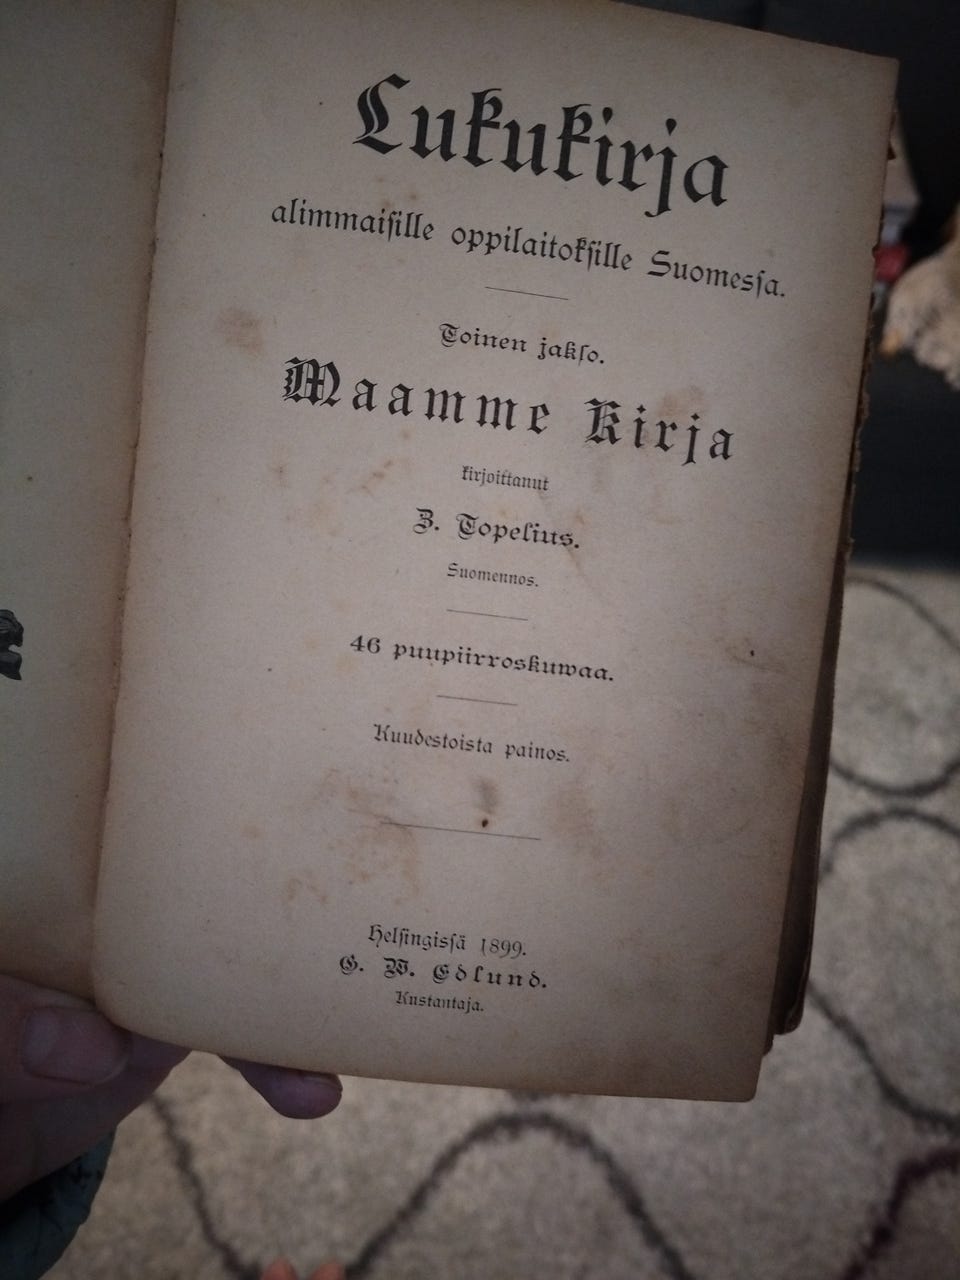 Lukukirja
alimmaisille oppilaitoksille Suomessa.
Toinen jakso.
Maamme Kirja
kirjoittanut
Z. Topelius.
Suomennos.
46 puupiirroskuwaa.
Kuudestoista painos.
Helsingissä 1899.
G. W. Edlund.
Kustantaja.